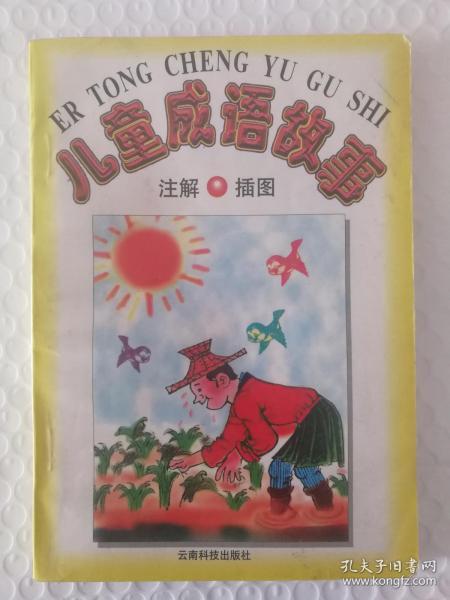 ER TONG CHENG YU GU SHI
儿童成语故事
注解 插图
云南科技出版社
孔夫子旧书网
www.kongfz.com